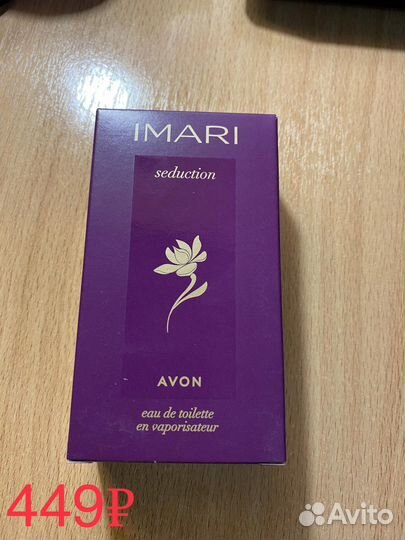 IMARI
seduction
AVON
eau de toilette
en vaporisateur
449₽
Avito